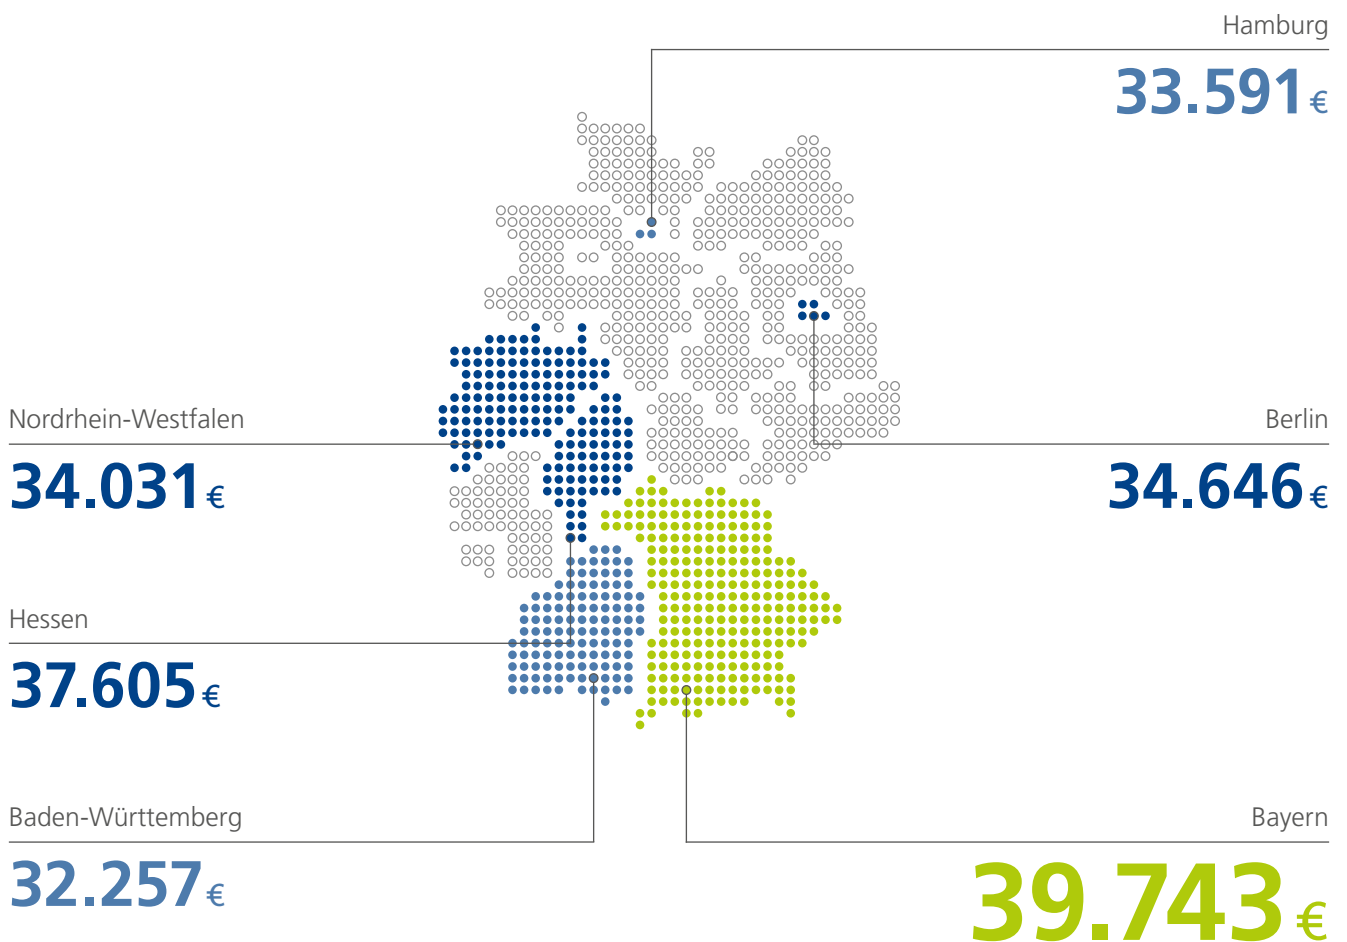 Hamburg
33.591 €
Nordrhein-Westfalen
34.031 €
Berlin
34.646 €
Hessen
37.605 €
Baden-Württemberg
32.257 €
Bayern
39.743 €